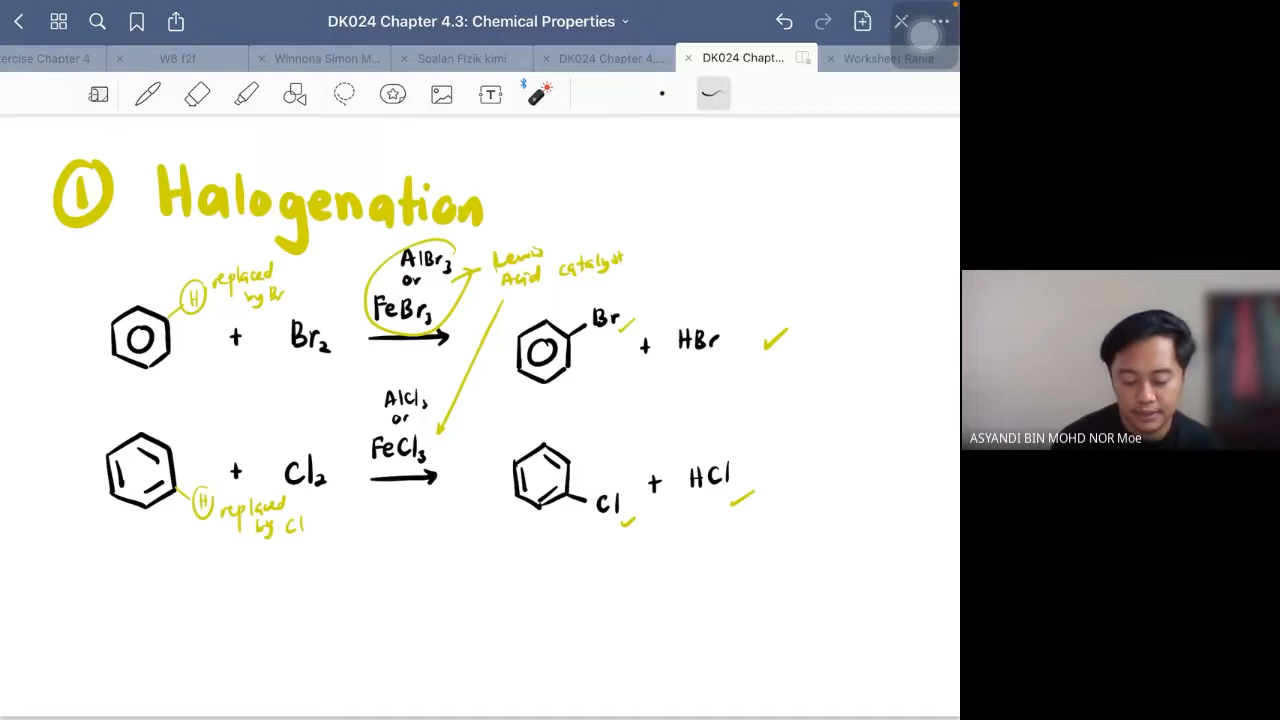 DK024 Chapter 4.3: Chemical Properties
ercise Chapter 4
W8 f2f
Winnona Simon M...
Soalan Fizik kimi
DK024 Chapter 4....
DK024 Chapt...
Worksheet Rania
T
① Halogenation
H replaced
by Br
AlBr₃
or
FeBr₃
Lewis
Acid catalyst
+ Br₂
Br
+ HBr
AlCl₃
or
FeCl₃
+ Cl₂
Cl
+ HCl
H replaced
by Cl
ASYANDI BIN MOHD NOR Moe